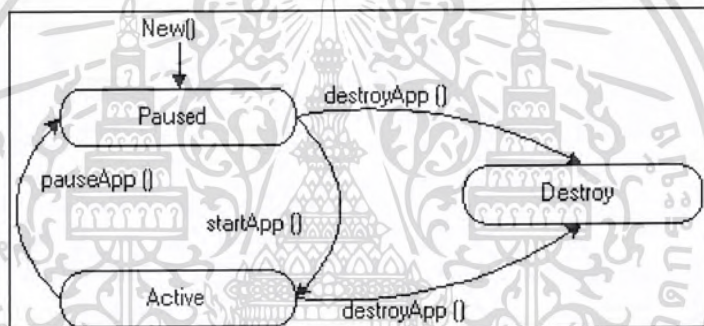 New()
Paused
destroyApp ()
pauseApp ()
Destroy
startApp ()
Active
destroyApp ()